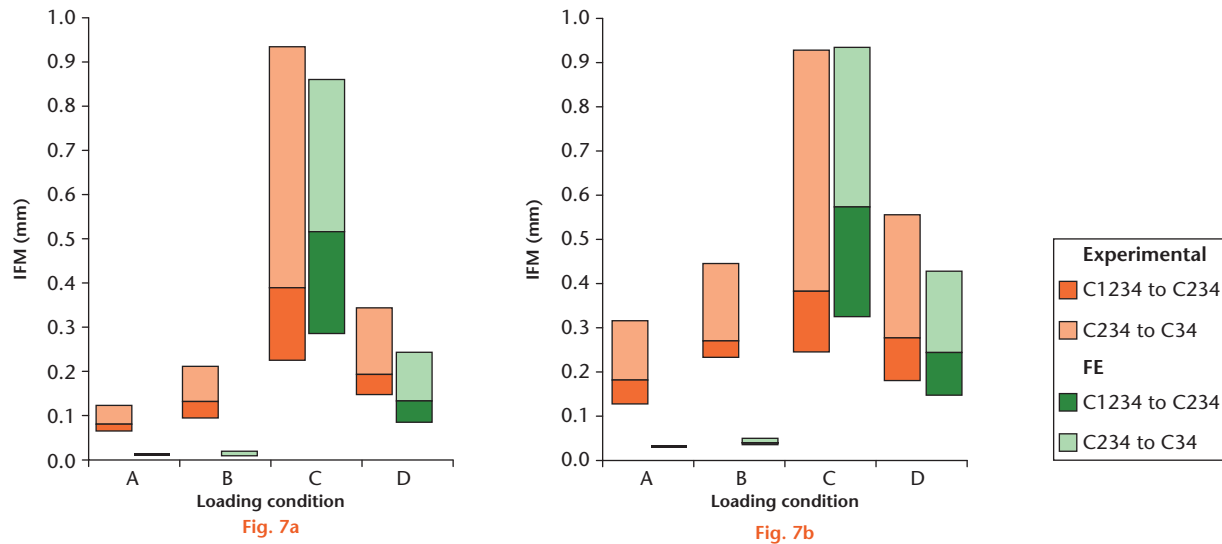 1.0
0.9
0.8
0.7
0.6
0.5
0.4
0.3
0.2
0.1
0.0
IFM (mm)
A B C D
Loading condition
Fig. 7a
1.0
0.9
0.8
0.7
0.6
0.5
0.4
0.3
0.2
0.1
0.0
IFM (mm)
A B C D
Loading condition
Fig. 7b
Experimental
C1234 to C234
C234 to C34
FE
C1234 to C234
C234 to C34